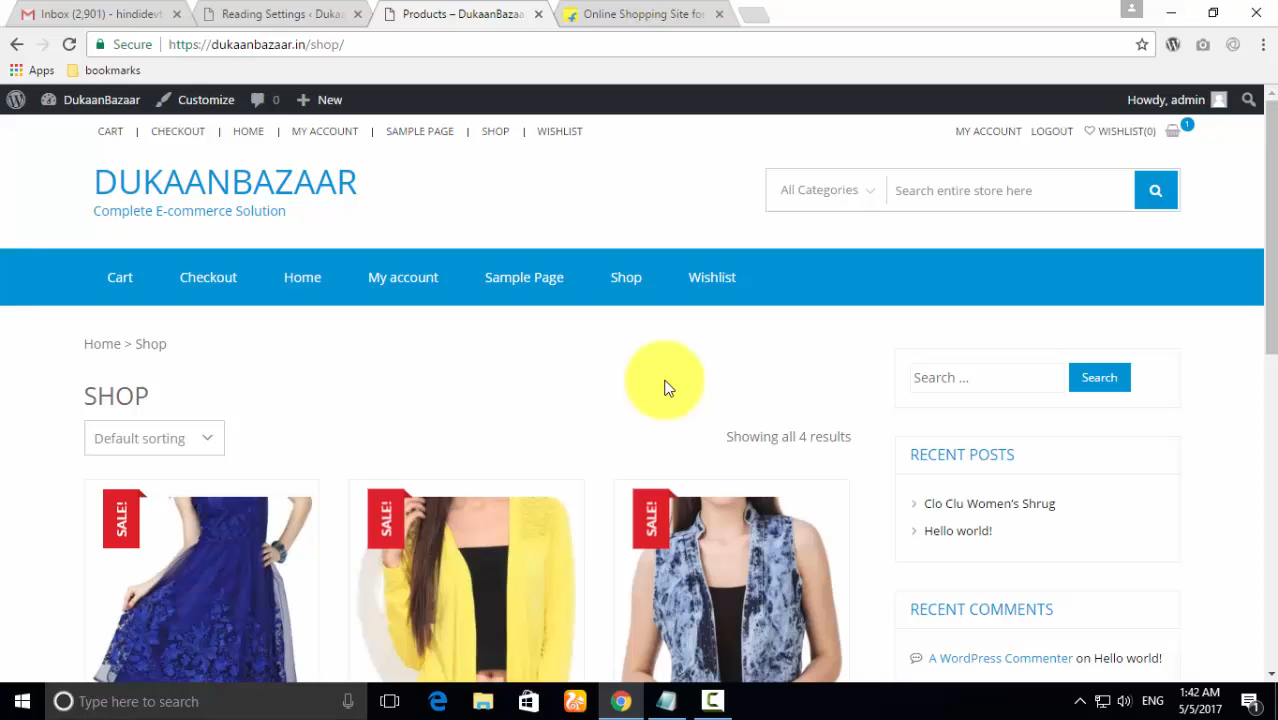 Inbox (2,901) - hindidevt
Reading Settings ‹ Dukaa
Products – DukaanBazaa
Online Shopping Site for
Secure https://dukaanbazaar.in/shop/
Apps bookmarks
DukaanBazaar Customize 0 New Howdy, admin
CART | CHECKOUT | HOME | MY ACCOUNT | SAMPLE PAGE | SHOP | WISHLIST
MY ACCOUNT LOGOUT WISHLIST(0) 1
DUKAANBAZAAR
Complete E-commerce Solution
All Categories Search entire store here
Cart Checkout Home My account Sample Page Shop Wishlist
Home > Shop
SHOP
Default sorting
Showing all 4 results
SALE!
SALE!
SALE!
Search ... Search
RECENT POSTS
Clo Clu Women's Shrug
Hello world!
RECENT COMMENTS
A WordPress Commenter on Hello world!
Type here to search
ENG
1:42 AM
5/5/2017
1